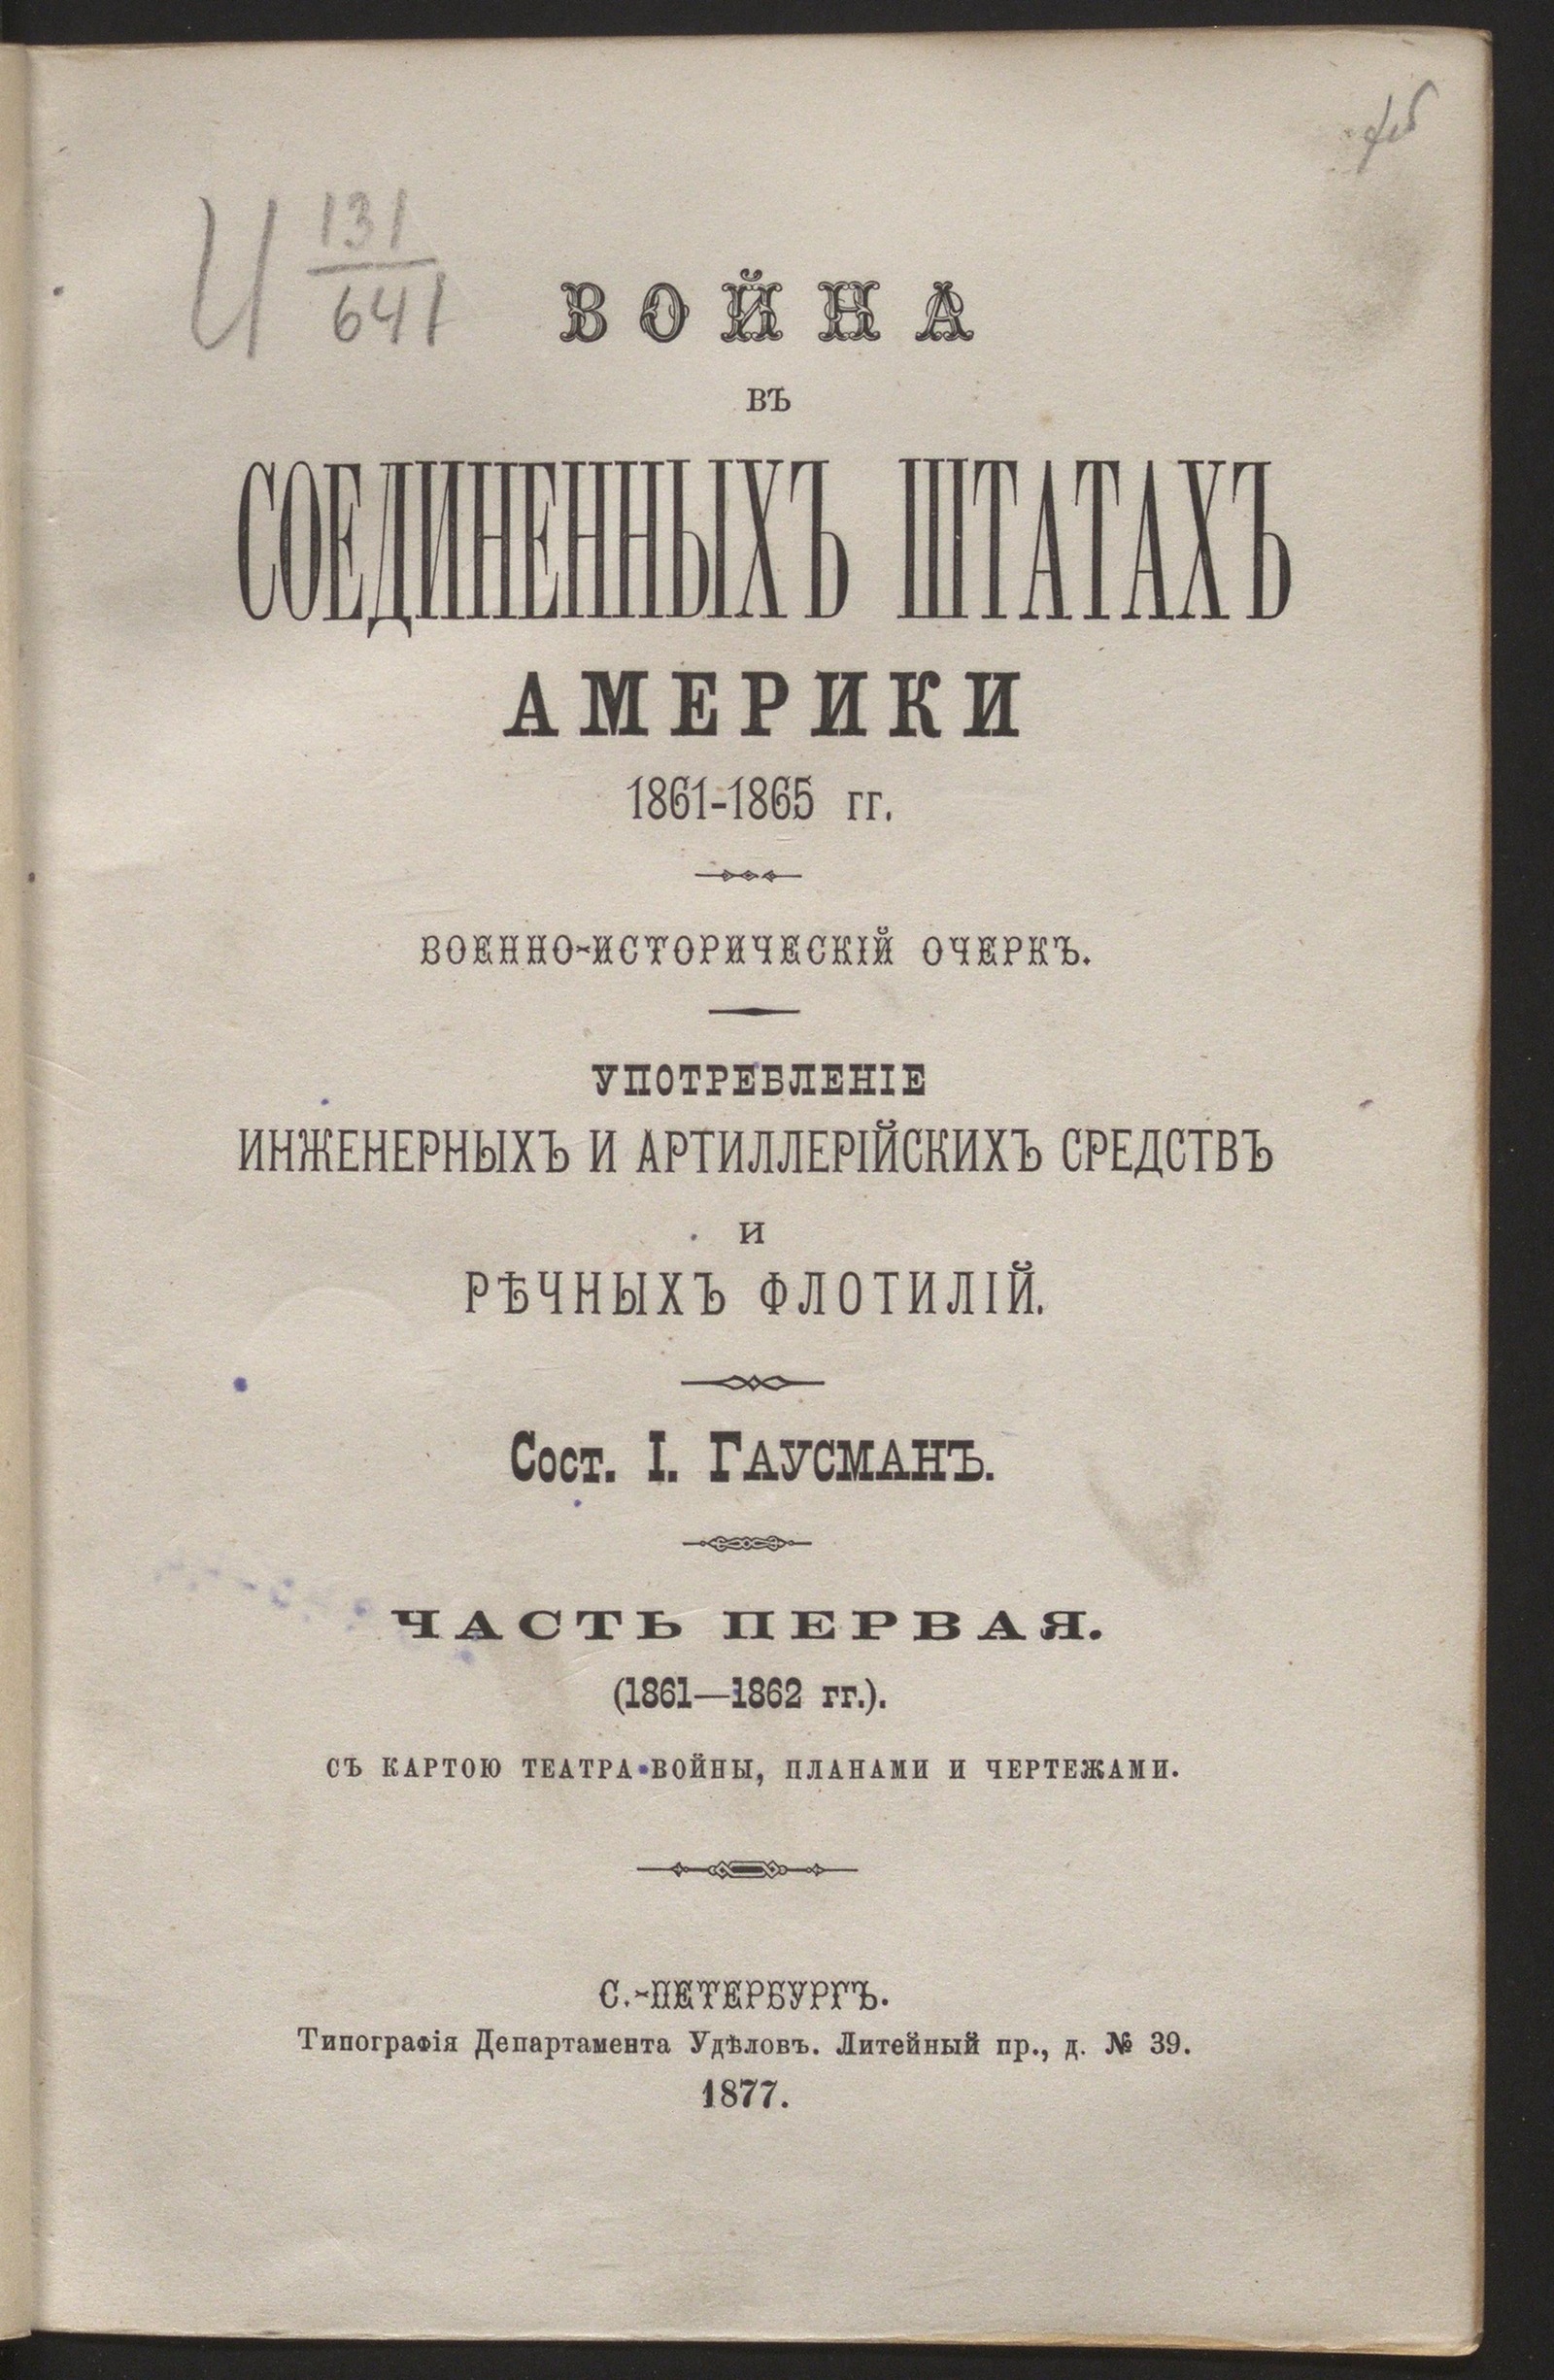 И 131
641
ВОЙНА
ВЪ
СОЕДИНЕННЫХЪ ШТАТАХЪ
АМЕРИКИ
1861-1865 гг.
ВОЕННО-ИСТОРИЧЕСКІЙ ОЧЕРКЪ.
УПОТРЕБЛЕНІЕ
ИНЖЕНЕРНЫХЪ И АРТИЛЛЕРІЙСКИХЪ СРЕДСТВЪ
И
РѢЧНЫХЪ ФЛОТИЛІЙ.
Сост. І. ГАУСМАНЪ.
ЧАСТЬ ПЕРВАЯ.
(1861—1862 гг.).
СЪ КАРТОЮ ТЕАТРА ВОЙНЫ, ПЛАНАМИ И ЧЕРТЕЖАМИ.
С.-ПЕТЕРБУРГЪ.
Типографія Департамента Удѣловъ. Литейный пр., д. № 39.
1877.